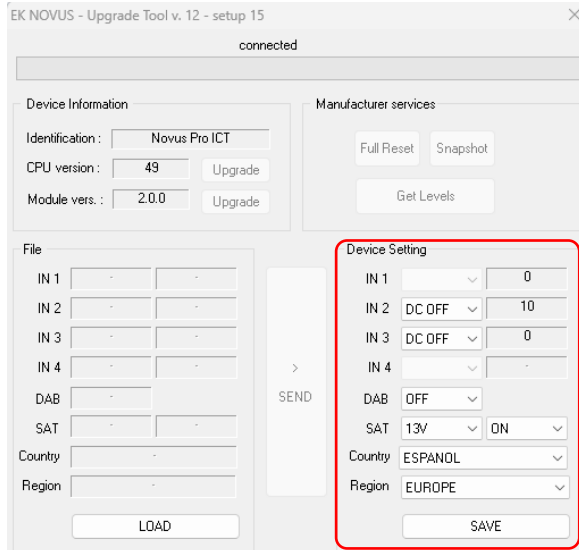 EK NOVUS - Upgrade Tool v. 12 - setup 15
connected
Device Information
Identification : Novus Pro ICT
CPU version : 49 Upgrade
Module vers. : 2.0.0 Upgrade
Manufacturer services
Full Reset Snapshot
Get Levels
File
IN 1 - -
IN 2 - -
IN 3 - -
IN 4 - -
DAB -
SAT - -
Country -
Region -
LOAD
>
SEND
Device Setting
IN 1 0
IN 2 DC OFF 10
IN 3 DC OFF 0
IN 4 -
DAB OFF
SAT 13V ON
Country ESPANOL
Region EUROPE
SAVE